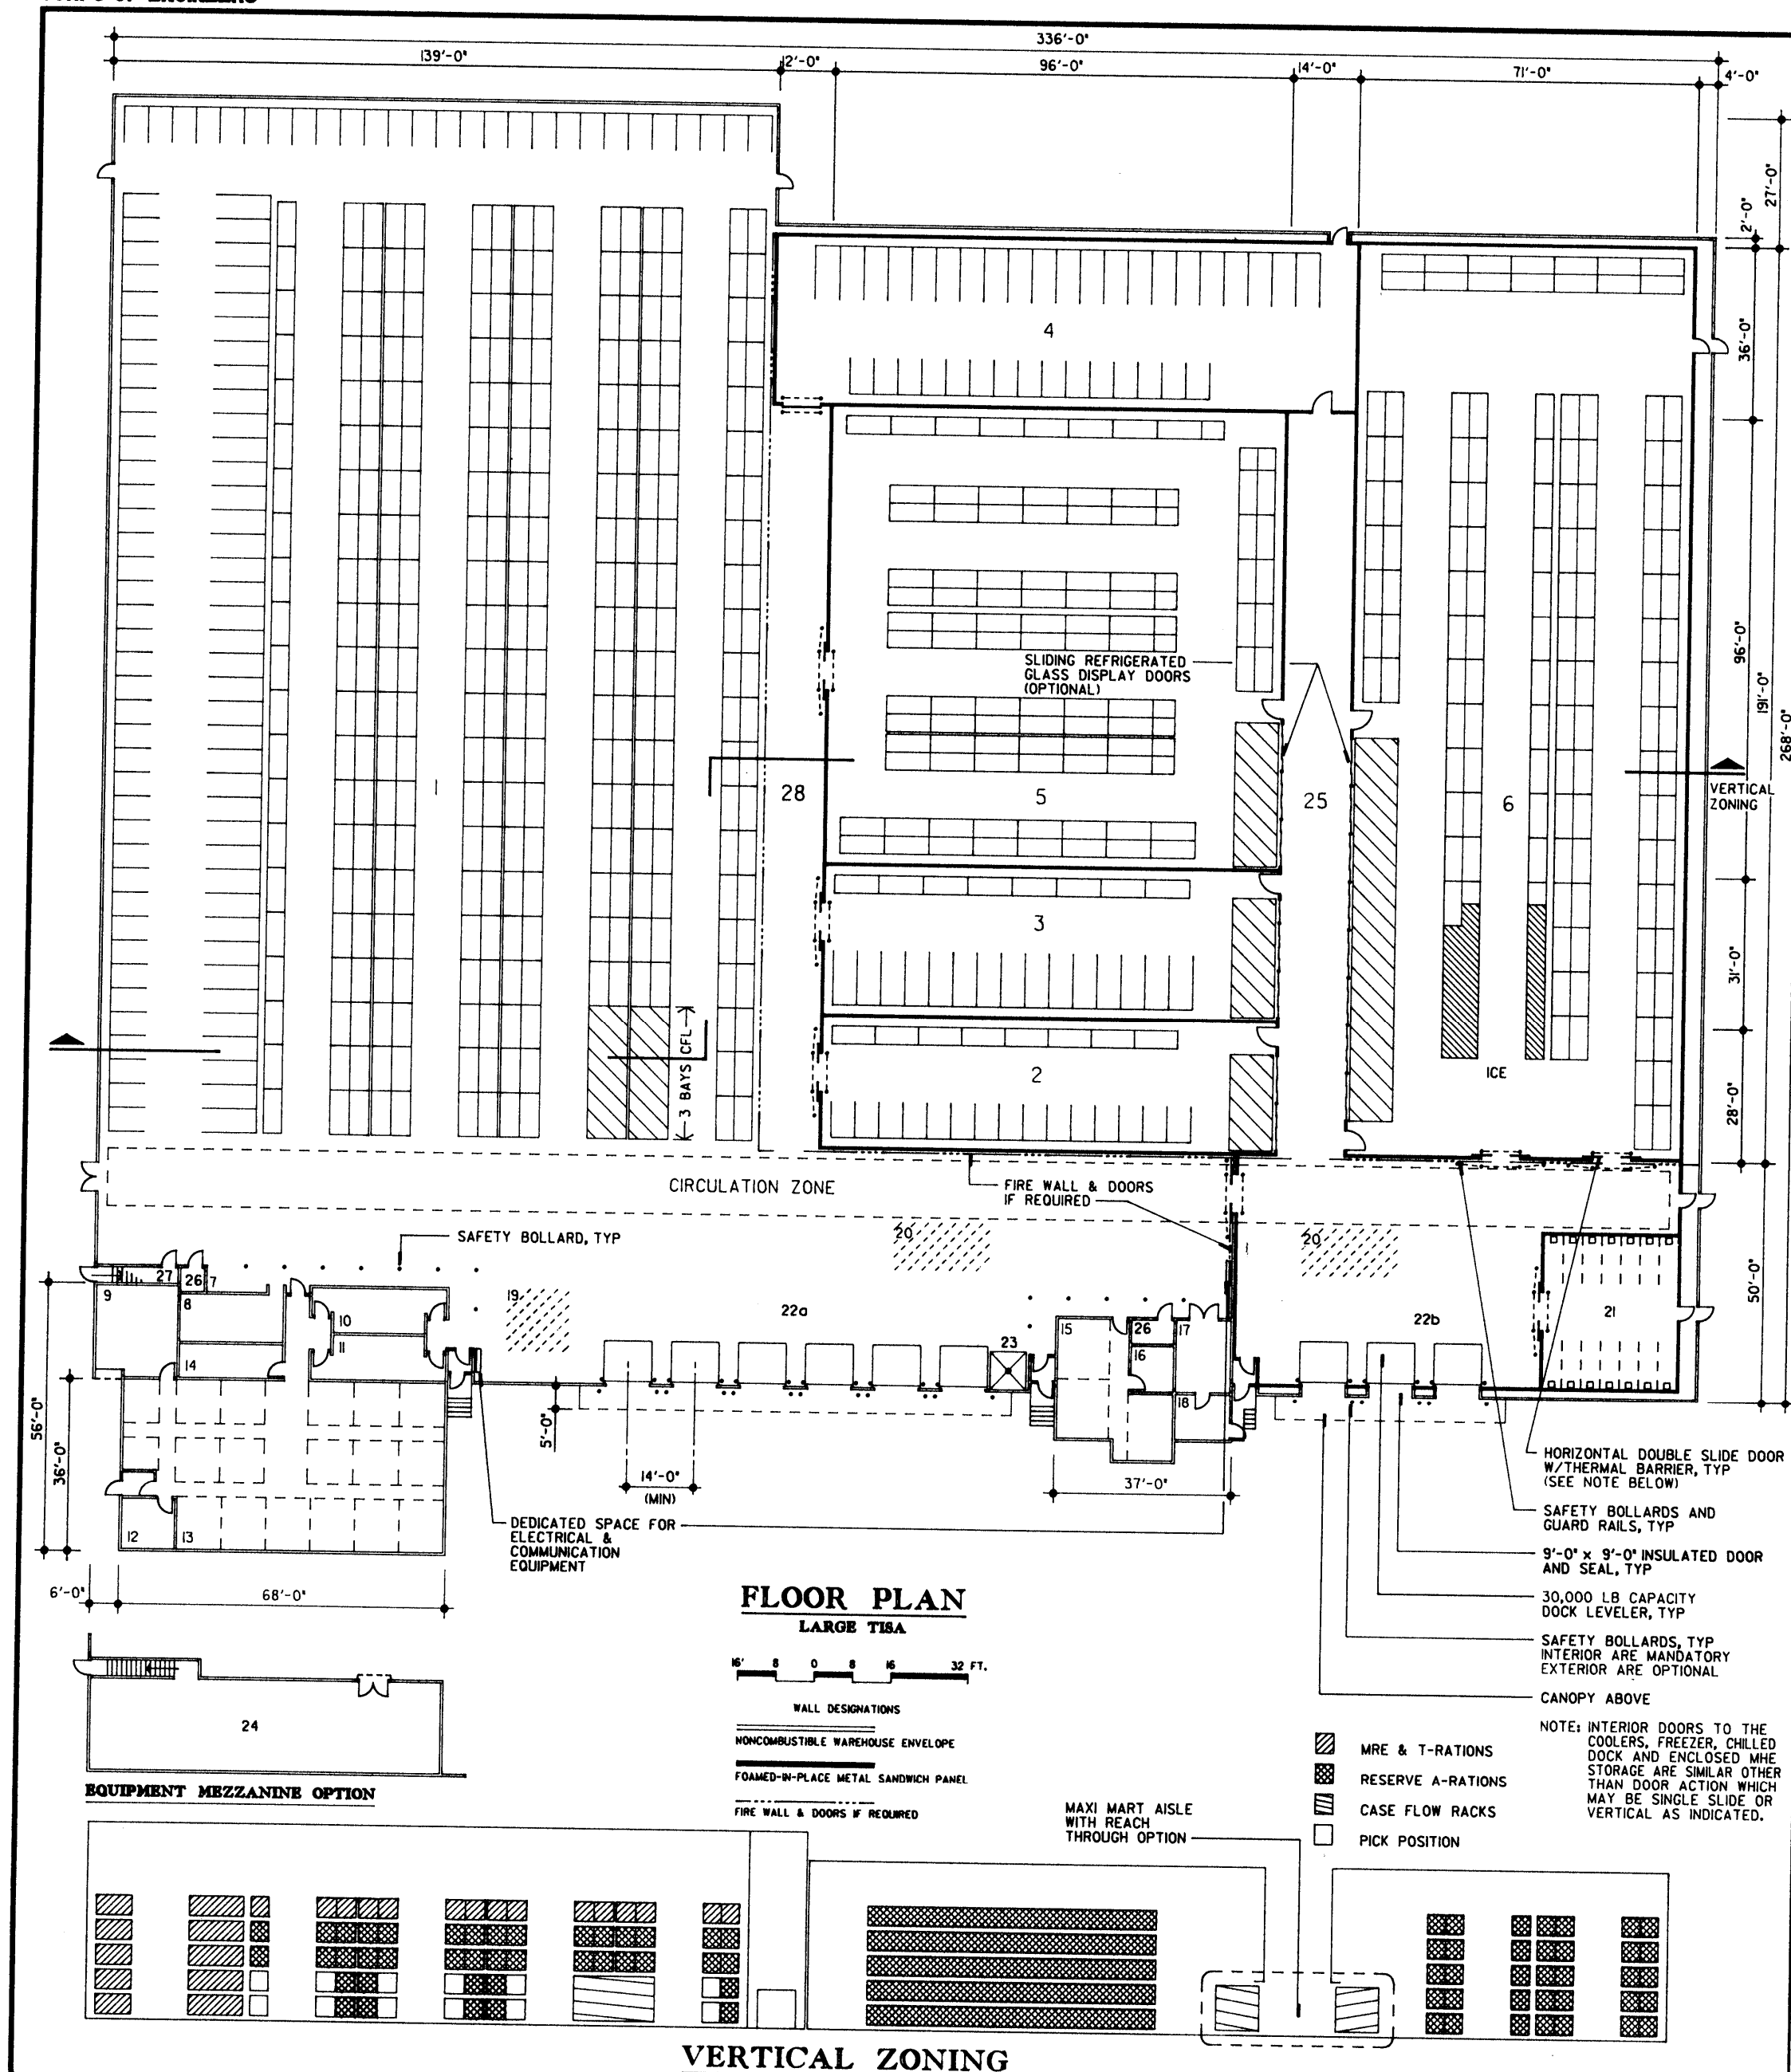 336'-0"
139'-0"
12'-0"
96'-0"
14'-0"
71'-0"
4'-0"
27'-0"
2'-0"
4
36'-0"
SLIDING REFRIGERATED
GLASS DISPLAY DOORS
(OPTIONAL)
96'-0"
191'-0"
268'-0"
1
28
5
25
6
VERTICAL
ZONING
3
31'-0"
3 BAYS CFL
2
ICE
28'-0"
CIRCULATION ZONE
FIRE WALL & DOORS
IF REQUIRED
SAFETY BOLLARD, TYP
20
20
27
26
7
9
8
10
19
22a
15
26
17
22b
21
50'-0"
11
14
23
16
18
56'-0"
36'-0"
5'-0"
14'-0"
(MIN)
37'-0"
12
13
DEDICATED SPACE FOR
ELECTRICAL &
COMMUNICATION
EQUIPMENT
HORIZONTAL DOUBLE SLIDE DOOR
W/THERMAL BARRIER, TYP
(SEE NOTE BELOW)
SAFETY BOLLARDS AND
GUARD RAILS, TYP
9'-0" x 9'-0" INSULATED DOOR
AND SEAL, TYP
30,000 LB CAPACITY
DOCK LEVELER, TYP
SAFETY BOLLARDS, TYP
INTERIOR ARE MANDATORY
EXTERIOR ARE OPTIONAL
CANOPY ABOVE
6'-0"
68'-0"
FLOOR PLAN
LARGE TISA
16' 8 0 8 16 32 FT.
WALL DESIGNATIONS
NONCOMBUSTIBLE WAREHOUSE ENVELOPE
FOAMED-IN-PLACE METAL SANDWICH PANEL
FIRE WALL & DOORS IF REQUIRED
24
EQUIPMENT MEZZANINE OPTION
MRE & T-RATIONS
RESERVE A-RATIONS
CASE FLOW RACKS
PICK POSITION
NOTE: INTERIOR DOORS TO THE
COOLERS, FREEZER, CHILLED
DOCK AND ENCLOSED MHE
STORAGE ARE SIMILAR OTHER
THAN DOOR ACTION WHICH
MAY BE SINGLE SLIDE OR
VERTICAL AS INDICATED.
MAXI MART AISLE
WITH REACH
THROUGH OPTION
VERTICAL ZONING